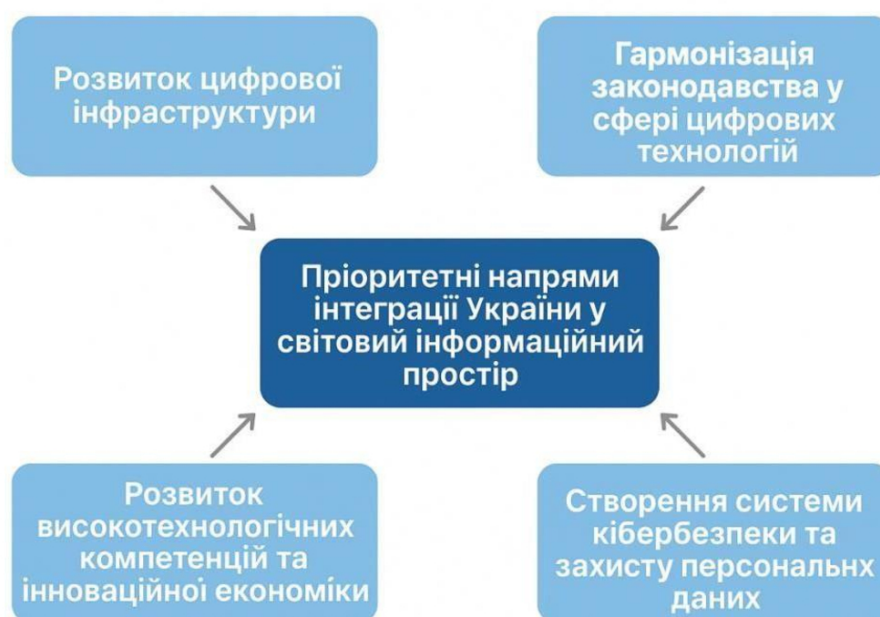 Розвиток цифрової
інфраструктури
Гармонізація
законодавства у
сфері цифрових
технологій
Пріоритетні напрями
інтеграції України у
світовий інформаційний
простір
Розвиток
високотехнологічних
компетенцій та
інноваційної економіки
Створення системи
кібербезпеки та
захисту персональнх
даних